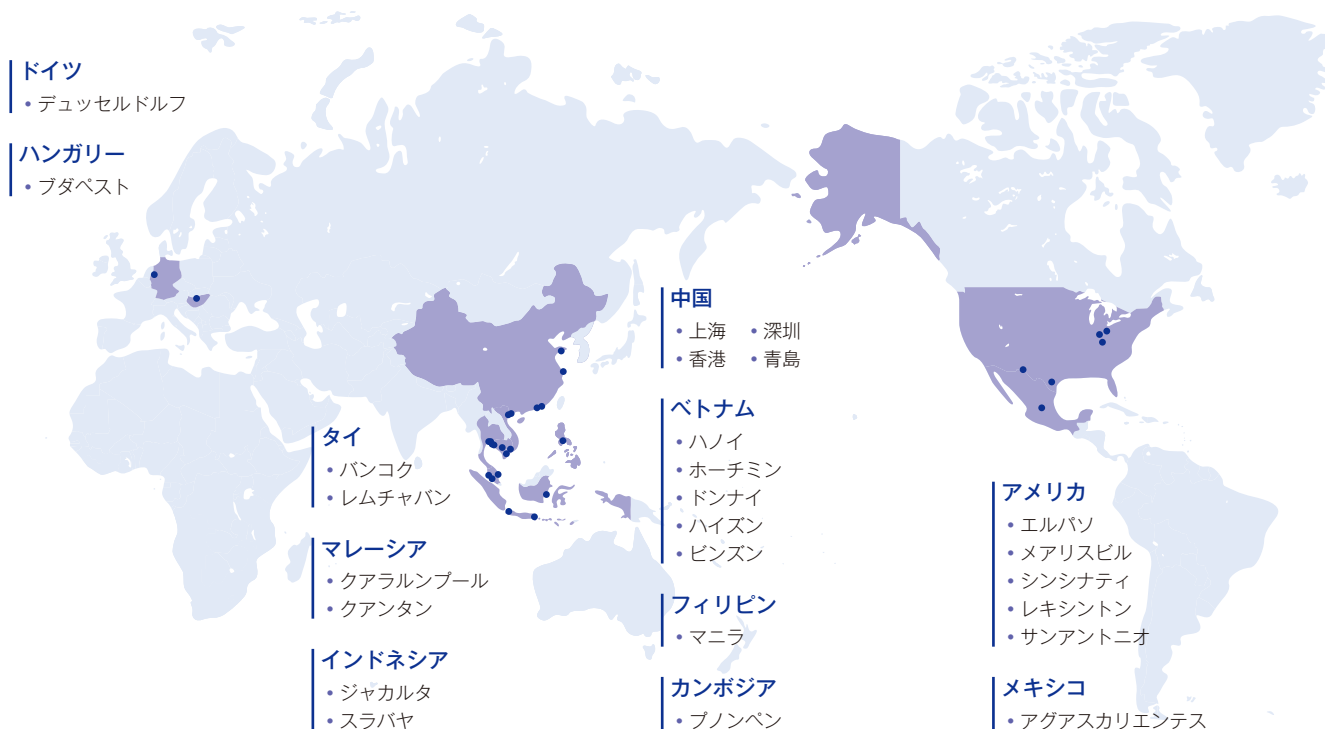 ドイツ
• デュッセルドルフ
ハンガリー
• ブダペスト
タイ
• バンコク
• レムチャバン
マレーシア
• クアラルンプール
• クアンタン
インドネシア
• ジャカルタ
• スラバヤ
中国
• 上海 • 深圳
• 香港 • 青島
ベトナム
• ハノイ
• ホーチミン
• ドンナイ
• ハイズン
• ビンズン
フィリピン
• マニラ
カンボジア
• プノンペン
アメリカ
• エルパソ
• メアリスビル
• シンシナティ
• レキシントン
• サンアントニオ
メキシコ
• アグアスカリエンテス